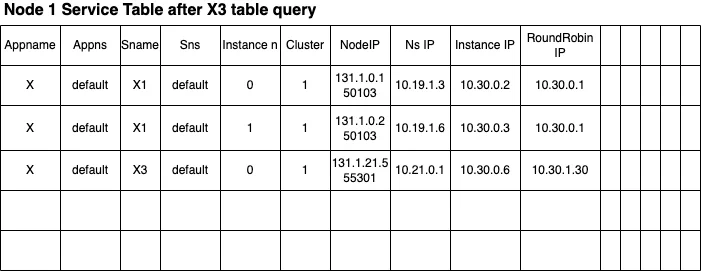 Node 1 Service Table after X3 table query
Appname Appns Sname Sns Instance n Cluster NodeIP Ns IP Instance IP RoundRobin
IP
X default X1 default 0 1 131.1.0.1 10.19.1.3 10.30.0.2 10.30.0.1
50103
X default X1 default 1 1 131.1.0.2 10.19.1.6 10.30.0.3 10.30.0.1
50103
X default X3 default 0 1 131.1.21.5 10.21.0.1 10.30.0.6 10.30.1.30
55301